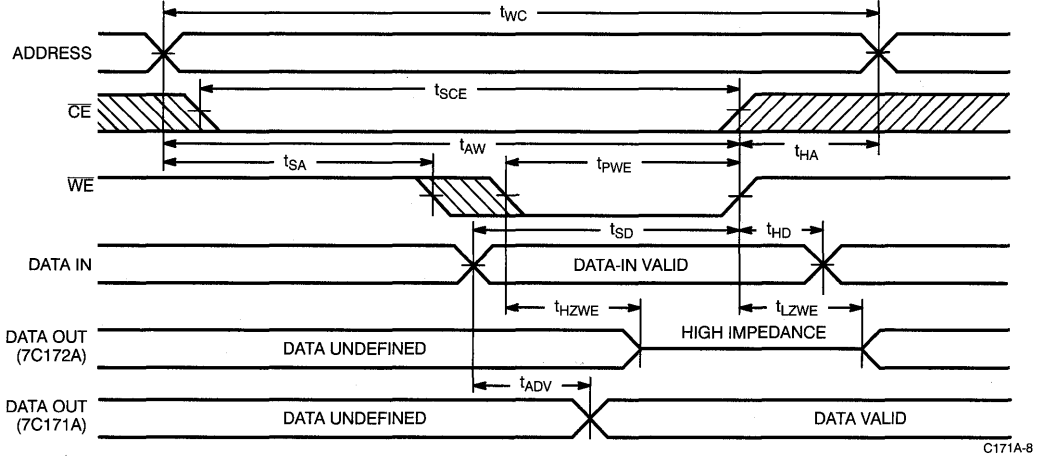 tWC
ADDRESS
tSCE
CE
tAW
tHA
tSA
tPWE
WE
tSD
tHD
DATA IN
DATA-IN VALID
tHZWE
tLZWE
DATA OUT
(7C172A)
DATA UNDEFINED
HIGH IMPEDANCE
tADV
DATA OUT
(7C171A)
DATA UNDEFINED
DATA VALID
C171A-8